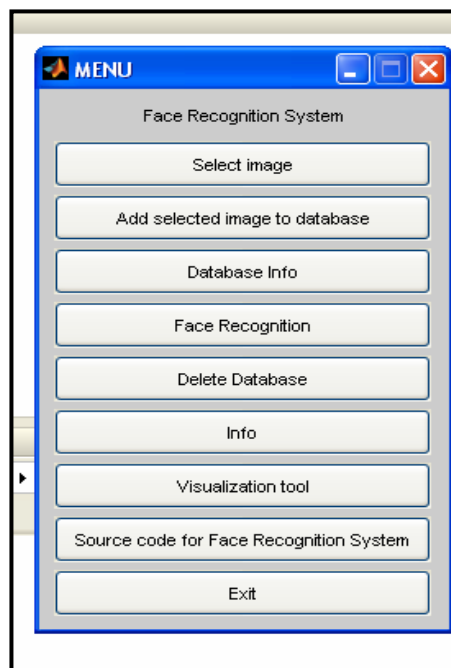 MENU
Face Recognition System
Select image
Add selected image to database
Database Info
Face Recognition
Delete Database
Info
Visualization tool
Source code for Face Recognition System
Exit